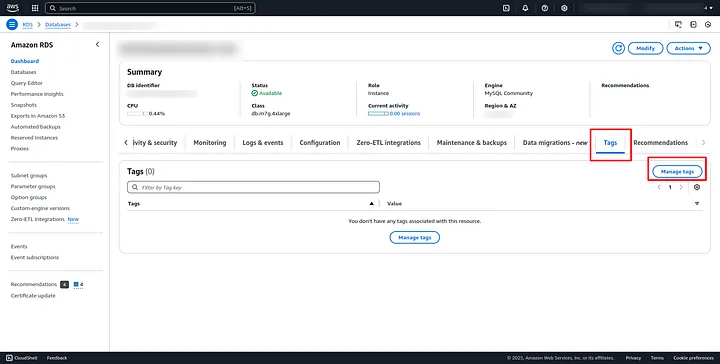 aws
Search
[Alt+S]
4
RDS > Databases >
Amazon RDS
Dashboard
Databases
Query Editor
Performance insights
Snapshots
Exports in Amazon S3
Automated backups
Reserved instances
Proxies
Subnet groups
Parameter groups
Option groups
Custom engine versions
Zero-ETL integrations New
Events
Event subscriptions
Recommendations 4 4
Certificate update
Modify
Actions
Summary
DB identifier
Status
Available
Role
Instance
Engine
MySQL Community
Recommendations
CPU
0.44%
Class
db.m7g.4xlarge
Current activity
0.00 sessions
Region & AZ
ivity & security Monitoring Logs & events Configuration Zero-ETL integrations Maintenance & backups Data migrations - new Tags Recommendations
Tags (0)
Manage tags
Filter by Tag key
1
Tags Value
You don't have any tags associated with this resource.
Manage tags
CloudShell Feedback © 2025, Amazon Web Services, Inc. or its affiliates. Privacy Terms Cookie preferences